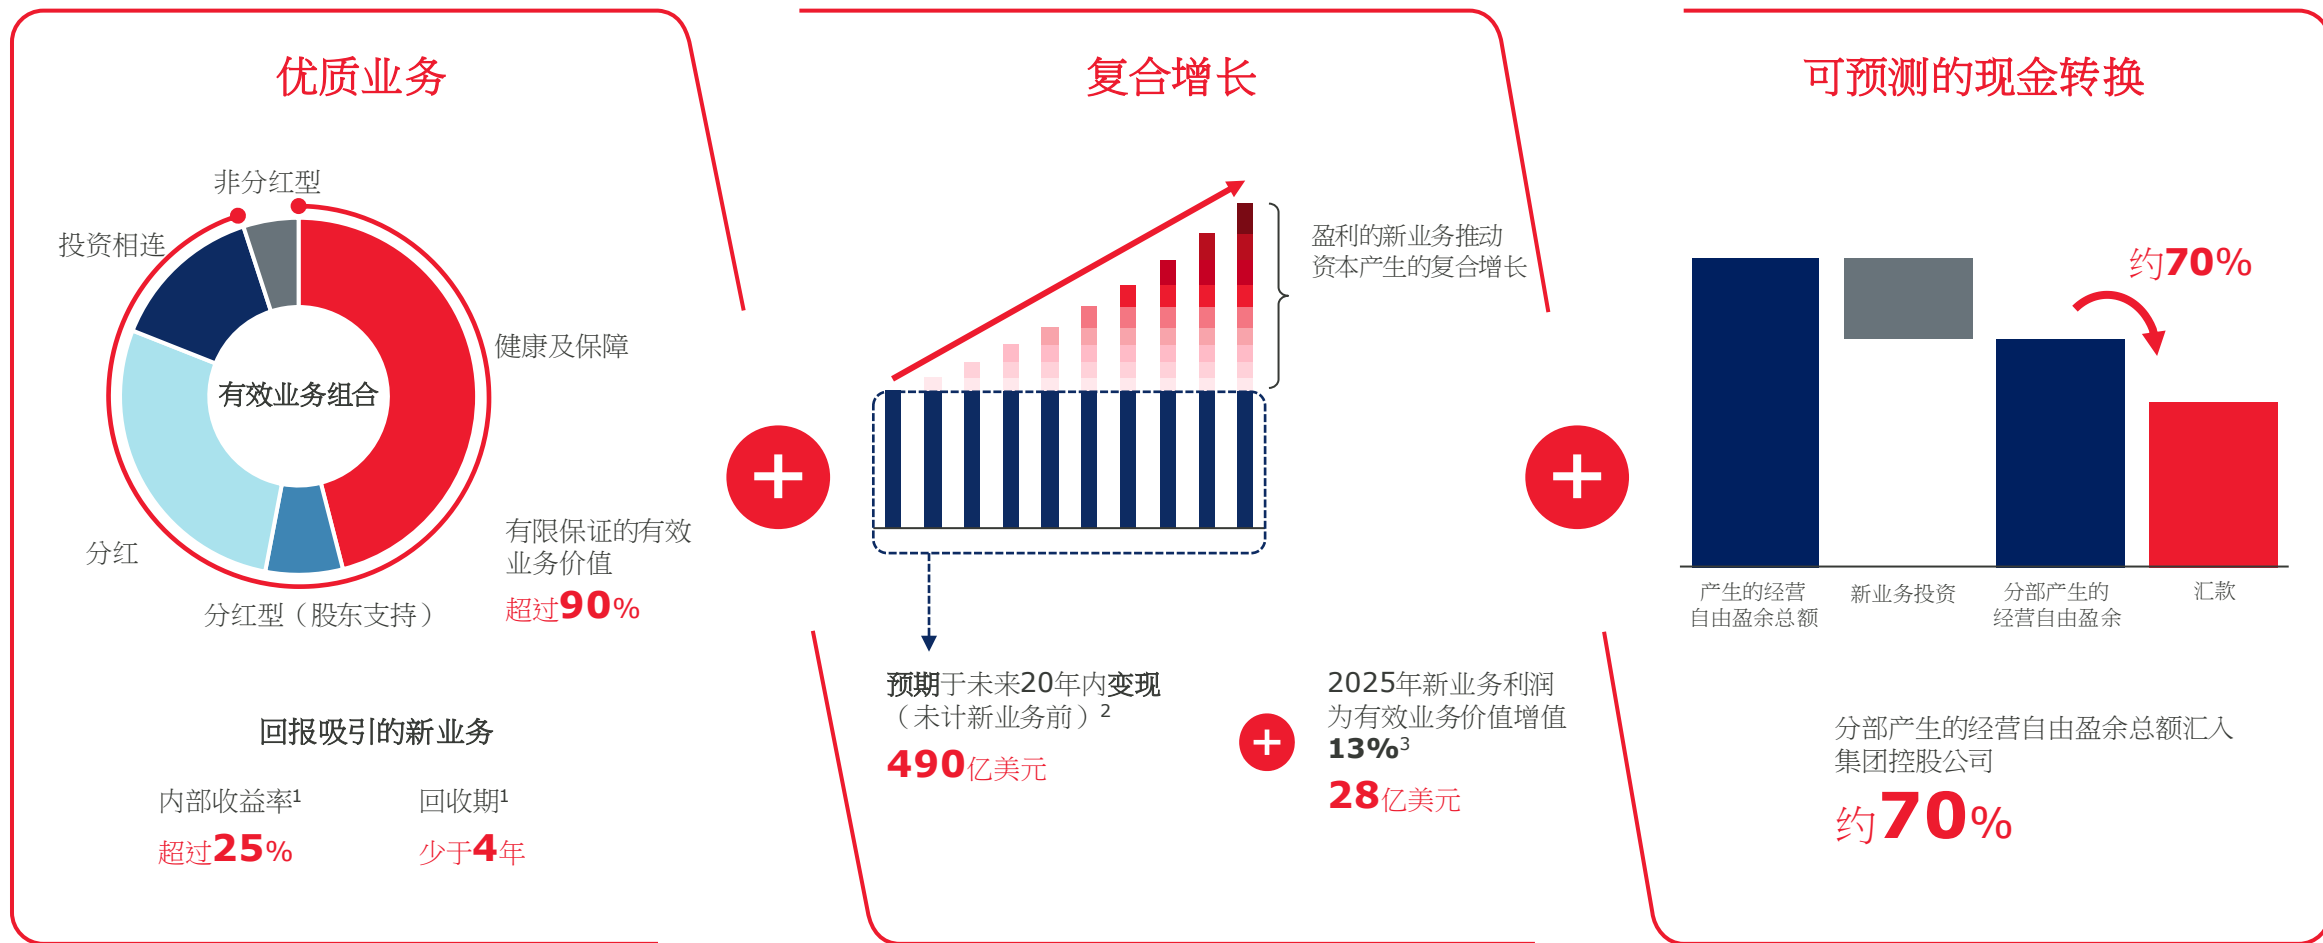 优质业务
非分红型
投资相连
健康及保障
有效业务组合
分红
分红型（股东支持）
有限保证的有效
业务价值
超过90%
回报吸引的新业务
内部收益率1
超过25%
回收期1
少于4年
+
复合增长
盈利的新业务推动
资本产生的复合增长
预期于未来20年内变现
（未计新业务前）2
490亿美元
+
2025年新业务利润
为有效业务价值增值
13%3
28亿美元
+
可预测的现金转换
约70%
产生的经营
自由盈余总额
新业务投资
分部产生的
经营自由盈余
汇款
分部产生的经营自由盈余总额汇入
集团控股公司
约70%